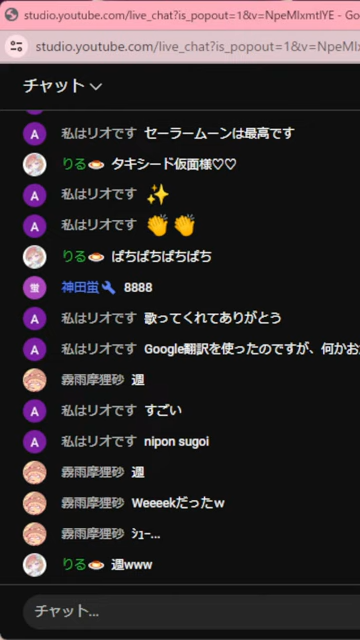 studio.youtube.com/live_chat?is_popout=1&v=NpeMlxmtlYE - Go
studio.youtube.com/live_chat?is_popout=1&v=NpeMl
チャット
A 私はリオです セーラームーンは最高です
りる☕ タキシード仮面様♡♡
A 私はリオです ✨
A 私はリオです 👏👏
りる☕ ぱちぱちぱちぱち
蛍 神田蛍🔧 8888
A 私はリオです 歌ってくれてありがとう
A 私はリオです Google翻訳を使ったのですが、何かお
霧雨摩狸砂 週
A 私はリオです すごい
A 私はリオです nipon sugoi
霧雨摩狸砂 週
霧雨摩狸砂 Weeeekだったｗ
霧雨摩狸砂 ｼｭｰ...
りる☕ 週www
チャット...